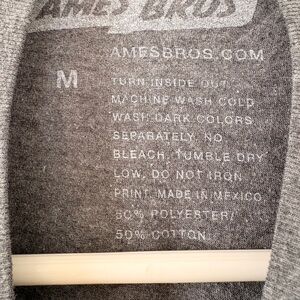 AMES BROS
AMESBROS.COM
M
TURN INSIDE OUT,
MACHINE WASH COLD
WASH DARK COLORS
SEPARATELY, NO
BLEACH, TUMBLE DRY
LOW, DO NOT IRON
PRINT, MADE IN MEXICO
50% POLYESTER/
50% COTTON